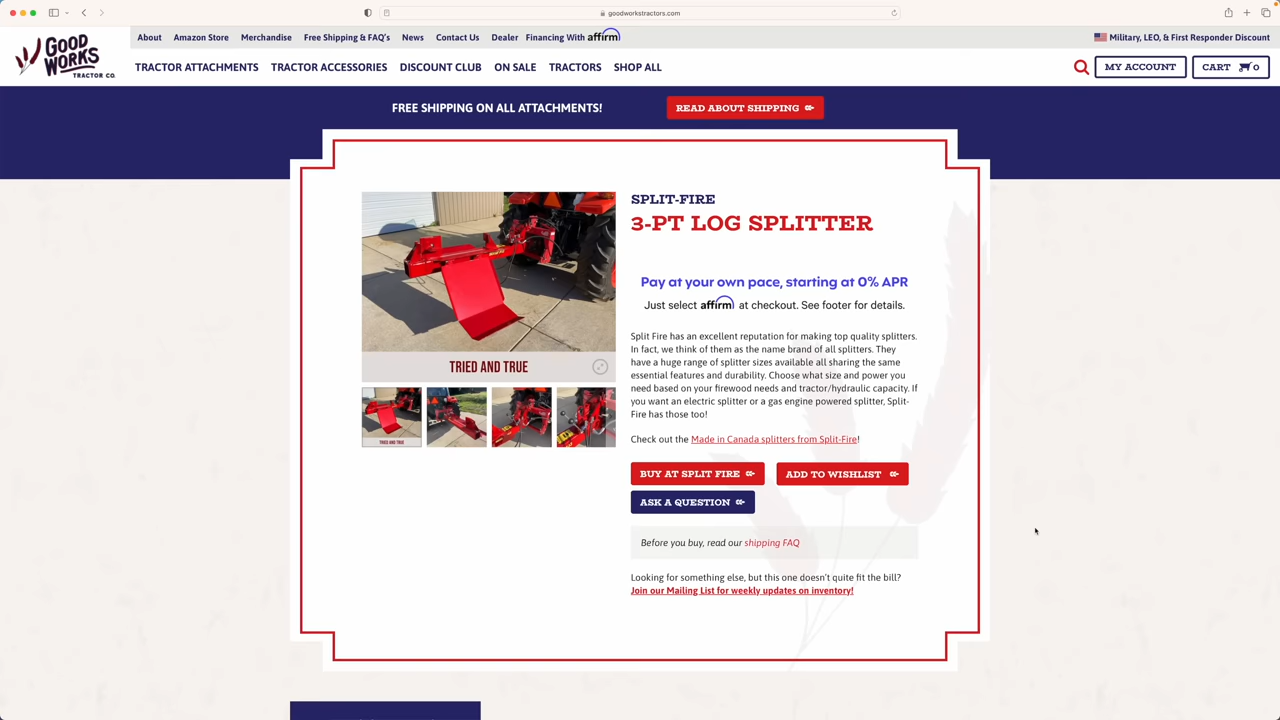 goodworkstractors.com
GOOD
WORKS
TRACTOR CO.
About Amazon Store Merchandise Free Shipping & FAQ's News Contact Us Dealer Financing With affirm
Military, LEO, & First Responder Discount
TRACTOR ATTACHMENTS TRACTOR ACCESSORIES DISCOUNT CLUB ON SALE TRACTORS SHOP ALL
MY ACCOUNT
CART 0
FREE SHIPPING ON ALL ATTACHMENTS!
READ ABOUT SHIPPING
TRIED AND TRUE
TRIED AND TRUE
SPLIT-FIRE
3-PT LOG SPLITTER
Pay at your own pace, starting at 0% APR
Just select affirm at checkout. See footer for details.
Split Fire has an excellent reputation for making top quality splitters.
In fact, we think of them as the name brand of all splitters. They
have a huge range of splitter sizes available all sharing the same
essential features and durability. Choose what size and power you
need based on your firewood needs and tractor/hydraulic capacity. If
you want an electric splitter or a gas engine powered splitter, Split-
Fire has those too!
Check out the Made in Canada splitters from Split-Fire!
BUY AT SPLIT FIRE
ADD TO WISHLIST
ASK A QUESTION
Before you buy, read our shipping FAQ
Looking for something else, but this one doesn't quite fit the bill?
Join our Mailing List for weekly updates on inventory!